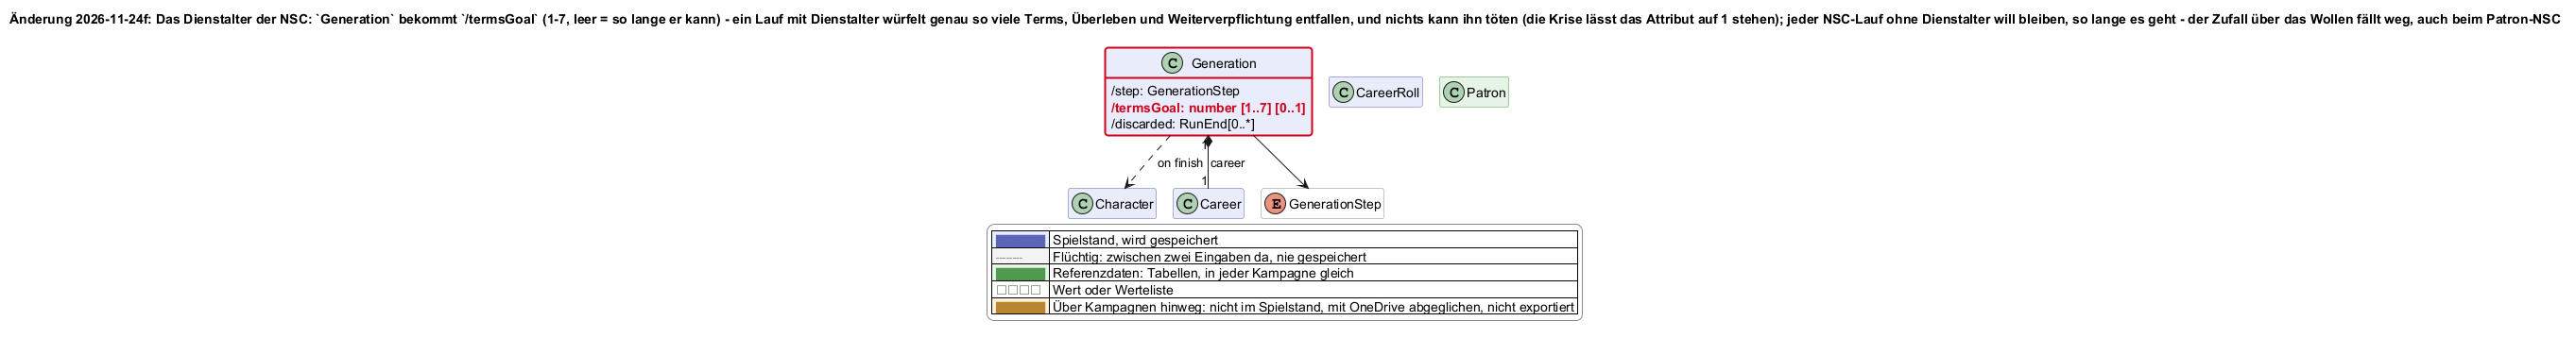 Änderung 2026-11-24f: Das Dienstalter der NSC: `Generation` bekommt `/termsGoal` (1-7, leer = so lange er kann) - ein Lauf mit Dienstalter würfelt genau so viele Terms, Überleben und Weiterverpflichtung entfallen, und nichts kann ihn töten (die Krise lässt das Attribut auf 1 stehen); jeder NSC-Lauf ohne Dienstalter will bleiben, so lange es geht - der Zufall über das Wollen fällt weg, auch beim Patron-NSC
C Generation
/step: GenerationStep
/termsGoal: number [1..7] [0..1]
/discarded: RunEnd[0..*]
C CareerRoll
C Patron
1
on finish
career
1
C Character
C Career
E GenerationStep
Spielstand, wird gespeichert
Flüchtig: zwischen zwei Eingaben da, nie gespeichert
Referenzdaten: Tabellen, in jeder Kampagne gleich
Wert oder Werteliste
Über Kampagnen hinweg: nicht im Spielstand, mit OneDrive abgeglichen, nicht exportiert